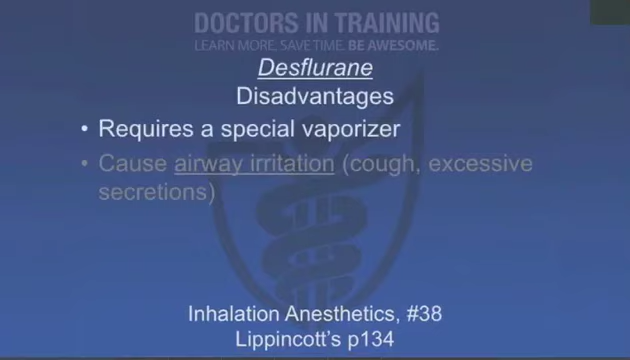 DOCTORS IN TRAINING
LEARN MORE, SAVE TIME. BE AWESOME.
Desflurane
Disadvantages
• Requires a special vaporizer
• Cause airway irritation (cough, excessive
secretions)
Inhalation Anesthetics, #38
Lippincott's p134